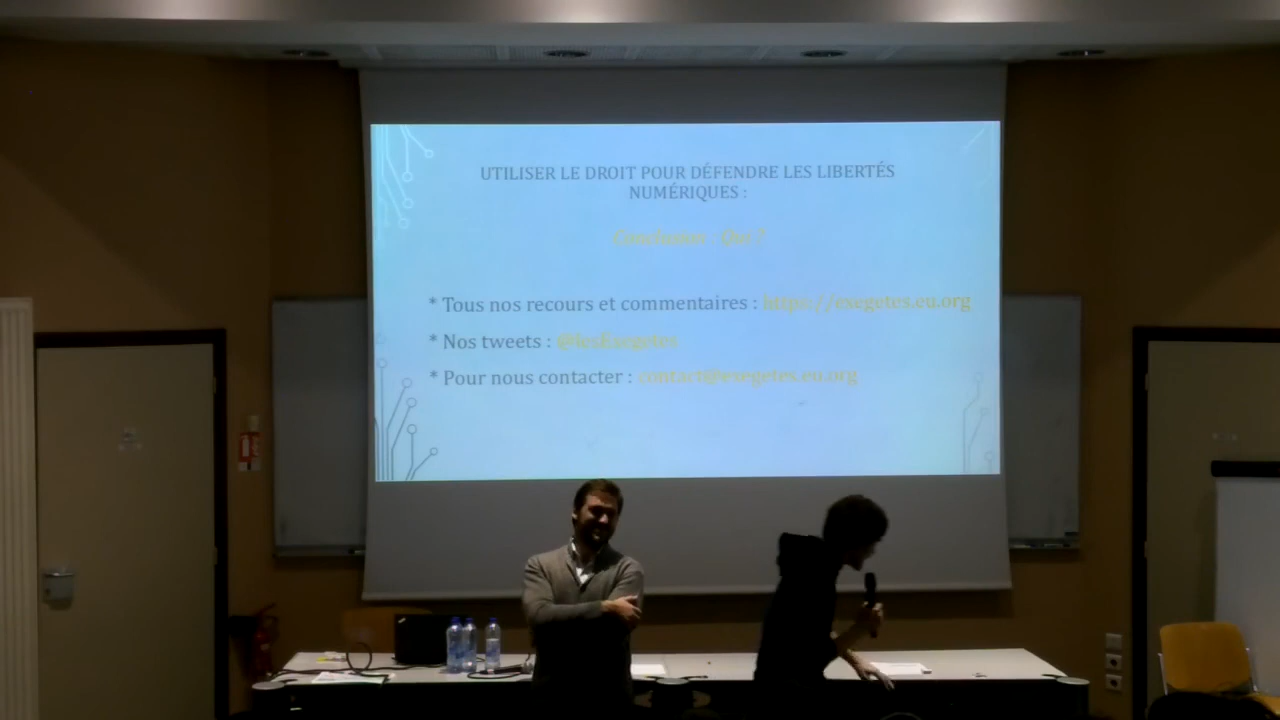 UTILISER LE DROIT POUR DÉFENDRE LES LIBERTÉS
NUMÉRIQUES :
Conclusion : Qui ?
* Tous nos recours et commentaires : https://exegetes.eu.org
* Nos tweets : @lesExegetes
* Pour nous contacter : contact@exegetes.eu.org